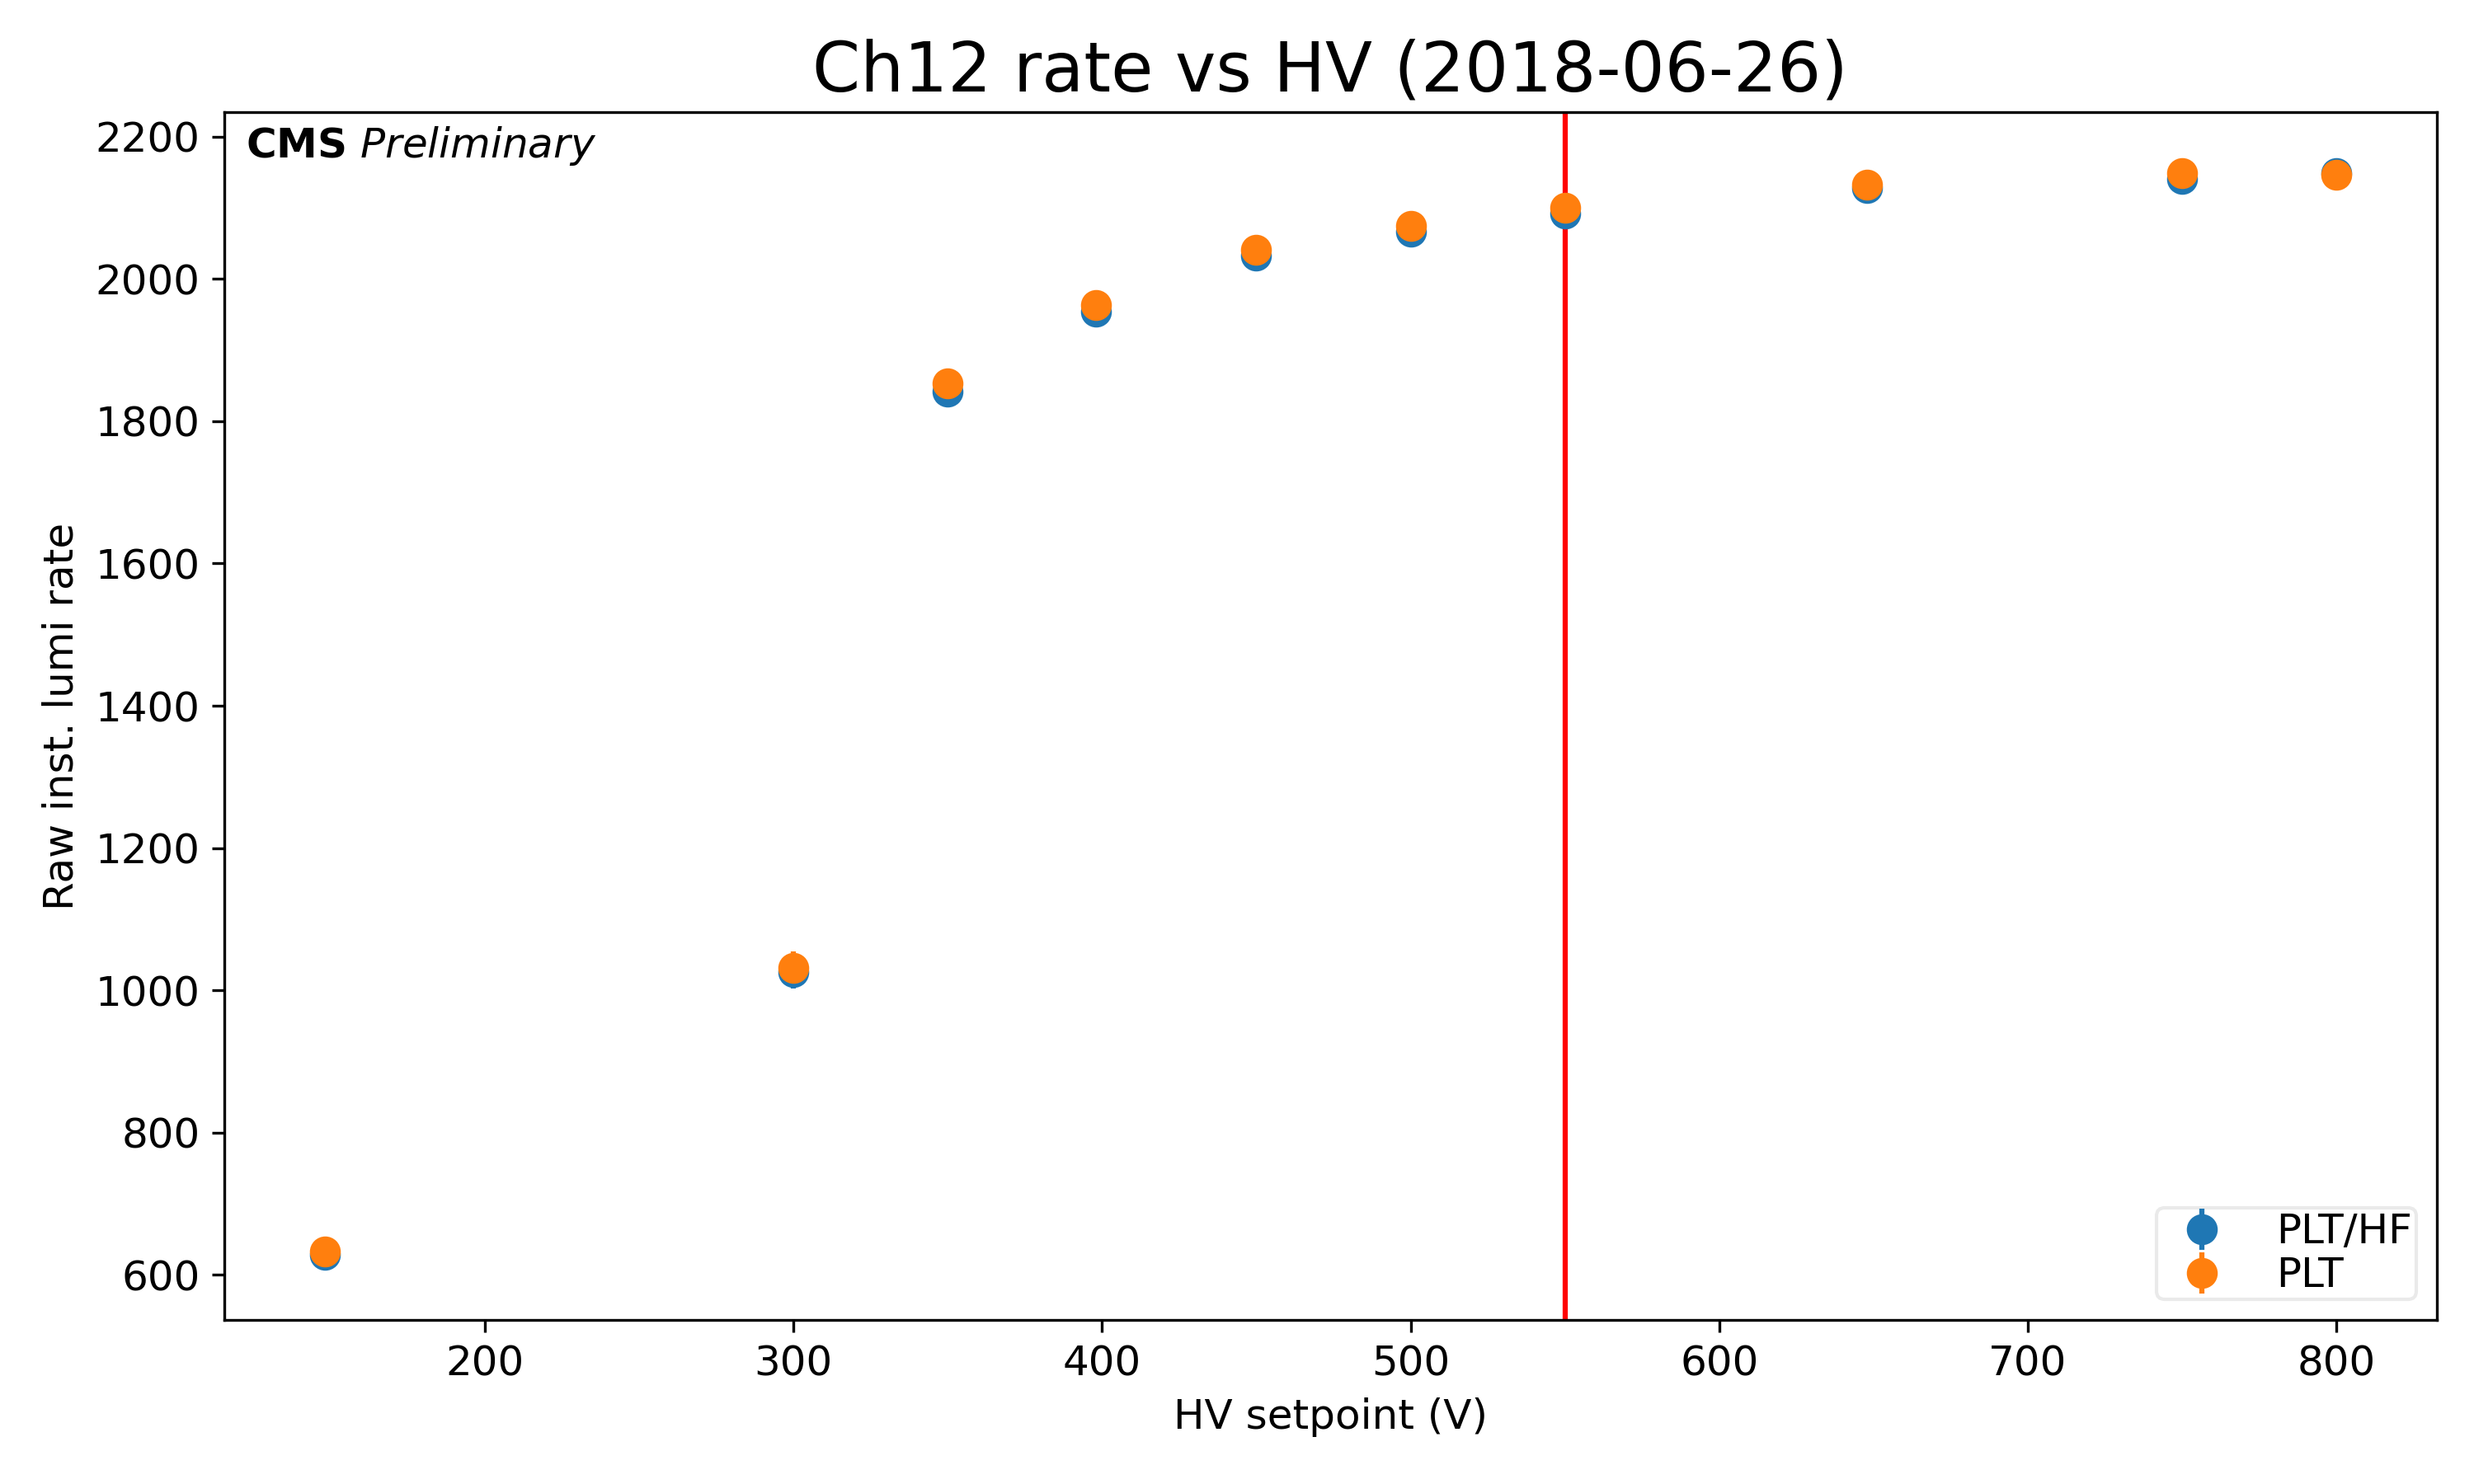 Ch12 rate vs HV (2018-06-26)
CMS Preliminary
2200
2000
1800
1600
1400
1200
1000
800
600
Raw inst. lumi rate
200 300 400 500 600 700 800
HV setpoint (V)
PLT/HF
PLT